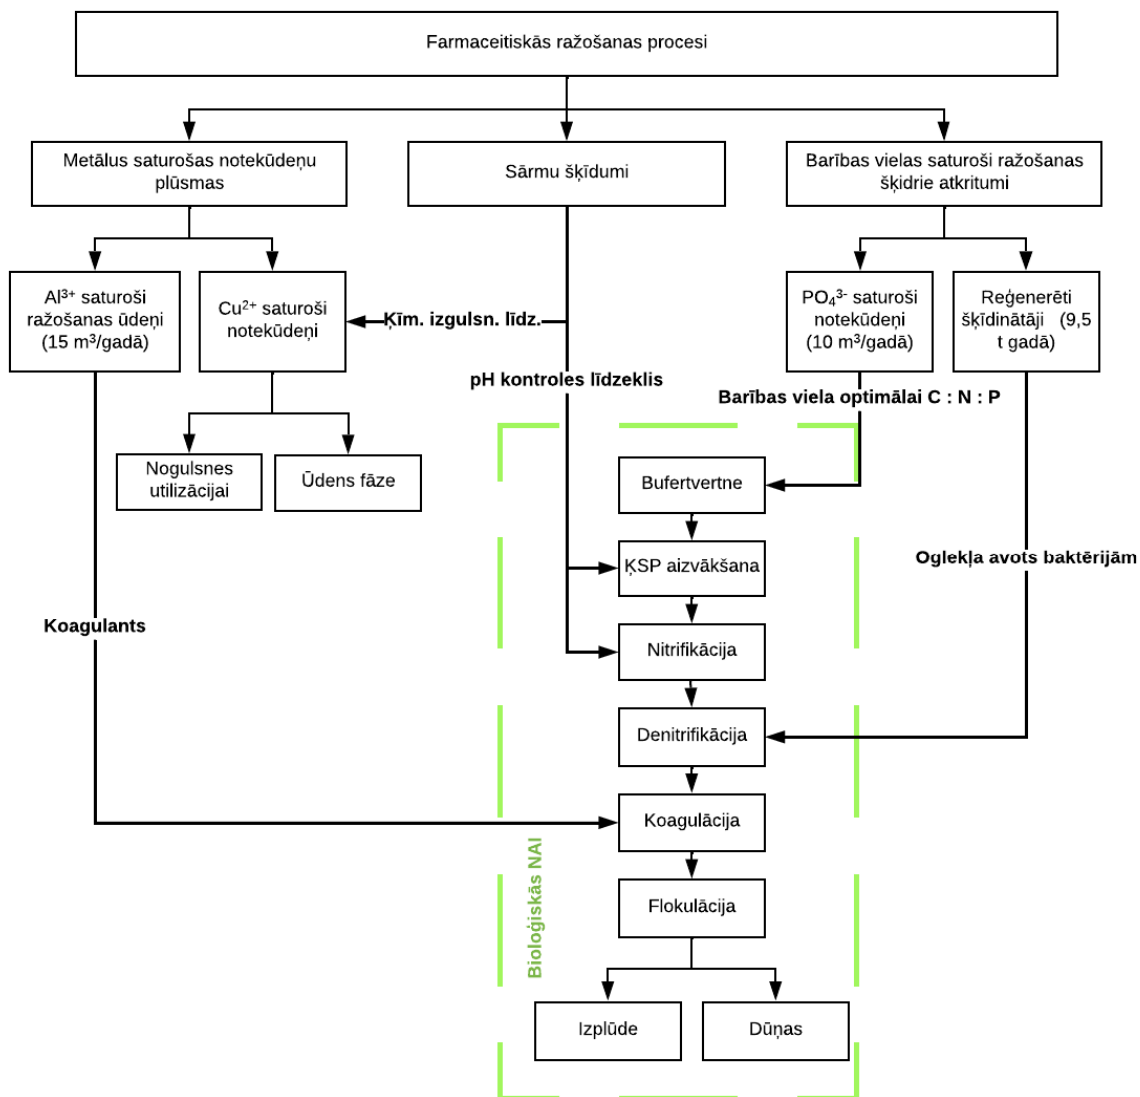 Farmaceitiskās ražošanas procesi
Metālus saturošas notekūdeņu
plūsmas
Sārmu šķīdumi
Barības vielas saturoši ražošanas
šķidrie atkritumi
Al³⁺ saturoši
ražošanas ūdeņi
(15 m³/gadā)
Cu²⁺ saturoši
notekūdeņi
Ķīm. izgulsn. līdz.
PO₄³⁻ saturoši
notekūdeņi
(10 m³/gadā)
Reģenerēti
šķīdinātāji (9,5
t gadā)
pH kontroles līdzeklis
Barības viela optimālai C : N : P
Nogulsnes
utilizācijai
Ūdens fāze
Bufertvertne
ĶSP aizvākšana
Oglekļa avots baktērijām
Koagulants
Nitrifikācija
Denitrifikācija
Koagulācija
Bioloģiskās NAI
Flokulācija
Izplūde
Dūņas